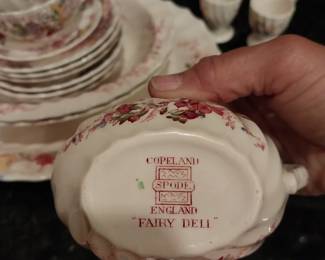 COPELAND
SPODE
ENGLAND
"FAIRY DELL"